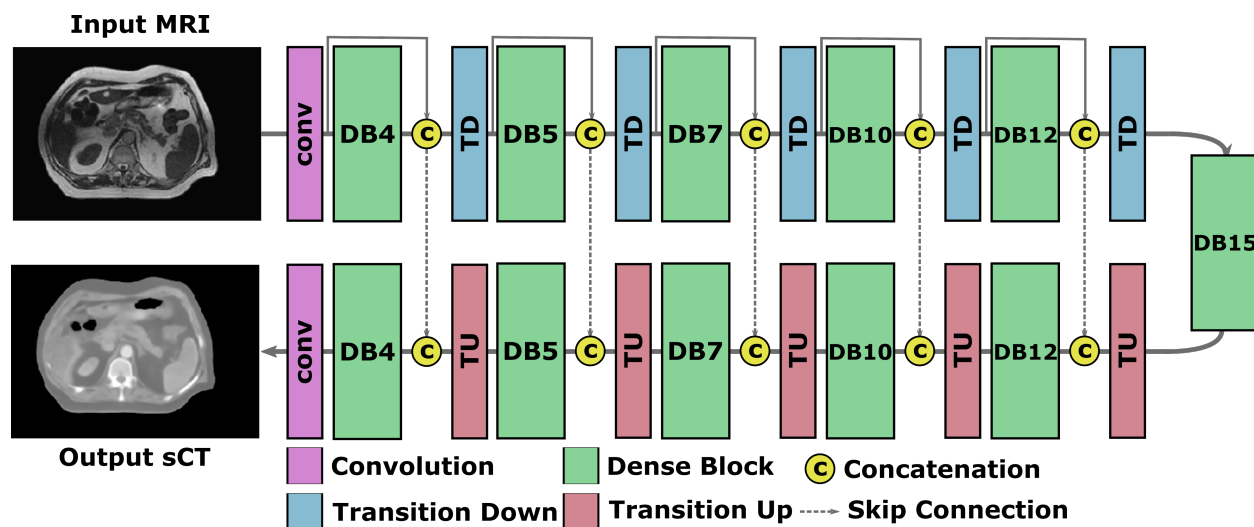 Input MRI
conv
DB4
C
TD
DB5
C
TD
DB7
C
TD
DB10
C
TD
DB12
C
TD
DB15
conv
DB4
C
TU
DB5
C
TU
DB7
C
TU
DB10
C
TU
DB12
C
TU
Output sCT
Convolution
Dense Block
C Concatenation
Transition Down
Transition Up
Skip Connection